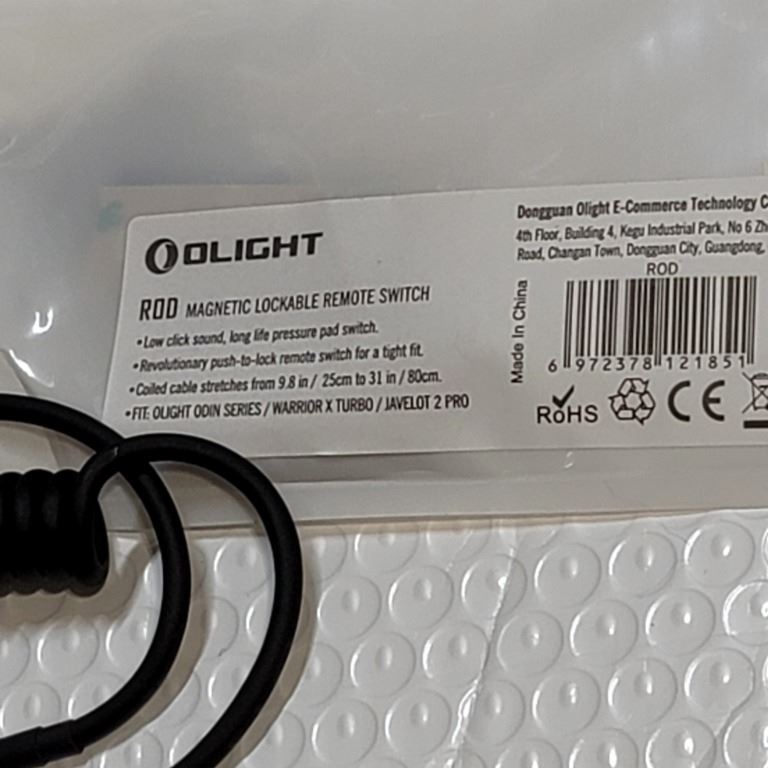 OLIGHT
ROD MAGNETIC LOCKABLE REMOTE SWITCH
•Low click sound, long life pressure pad switch.
•Revolutionary push-to-lock remote switch for a tight fit.
•Coiled cable stretches from 9.8 in / 25cm to 31 in / 80cm.
•FIT: OLIGHT ODIN SERIES / WARRIOR X TURBO / JAVELOT 2 PRO
Dongguan Olight E-Commerce Technology C
4th Floor, Building 4, Kegu Industrial Park, No 6 Zh
Road, Changan Town, Dongguan City, Guangdong,
ROD
Made In China
6 972378 121851
RoHS CE